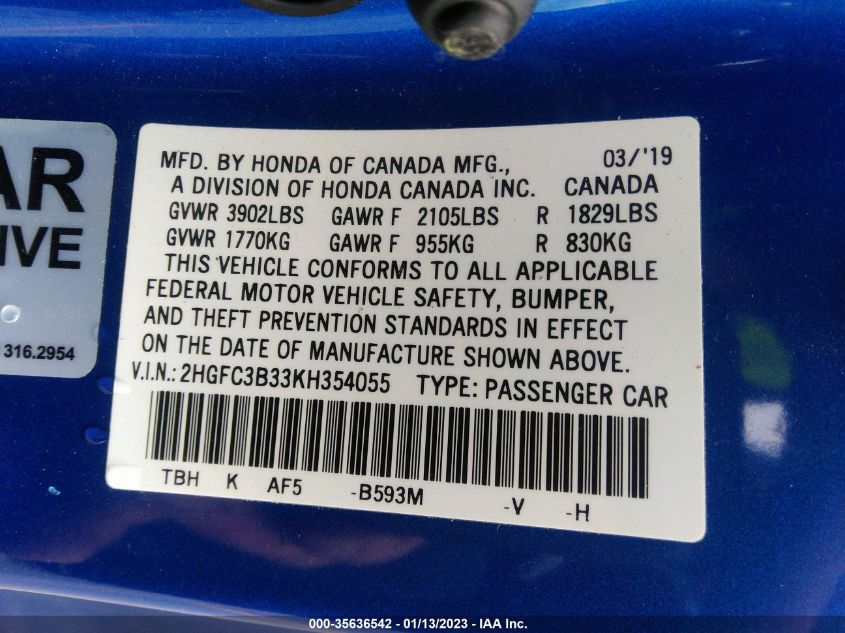 AR
IVE
316.2954
MFD. BY HONDA OF CANADA MFG., 03/'19
A DIVISION OF HONDA CANADA INC. CANADA
GVWR 3902LBS GAWR F 2105LBS R 1829LBS
GVWR 1770KG GAWR F 955KG R 830KG
THIS VEHICLE CONFORMS TO ALL APPLICABLE
FEDERAL MOTOR VEHICLE SAFETY, BUMPER,
AND THEFT PREVENTION STANDARDS IN EFFECT
ON THE DATE OF MANUFACTURE SHOWN ABOVE.
V.I.N.: 2HGFC3B33KH354055 TYPE: PASSENGER CAR
TBH K AF5 -B593M -V -H
000-35636542 — 01/13/2023 — IAA Inc.